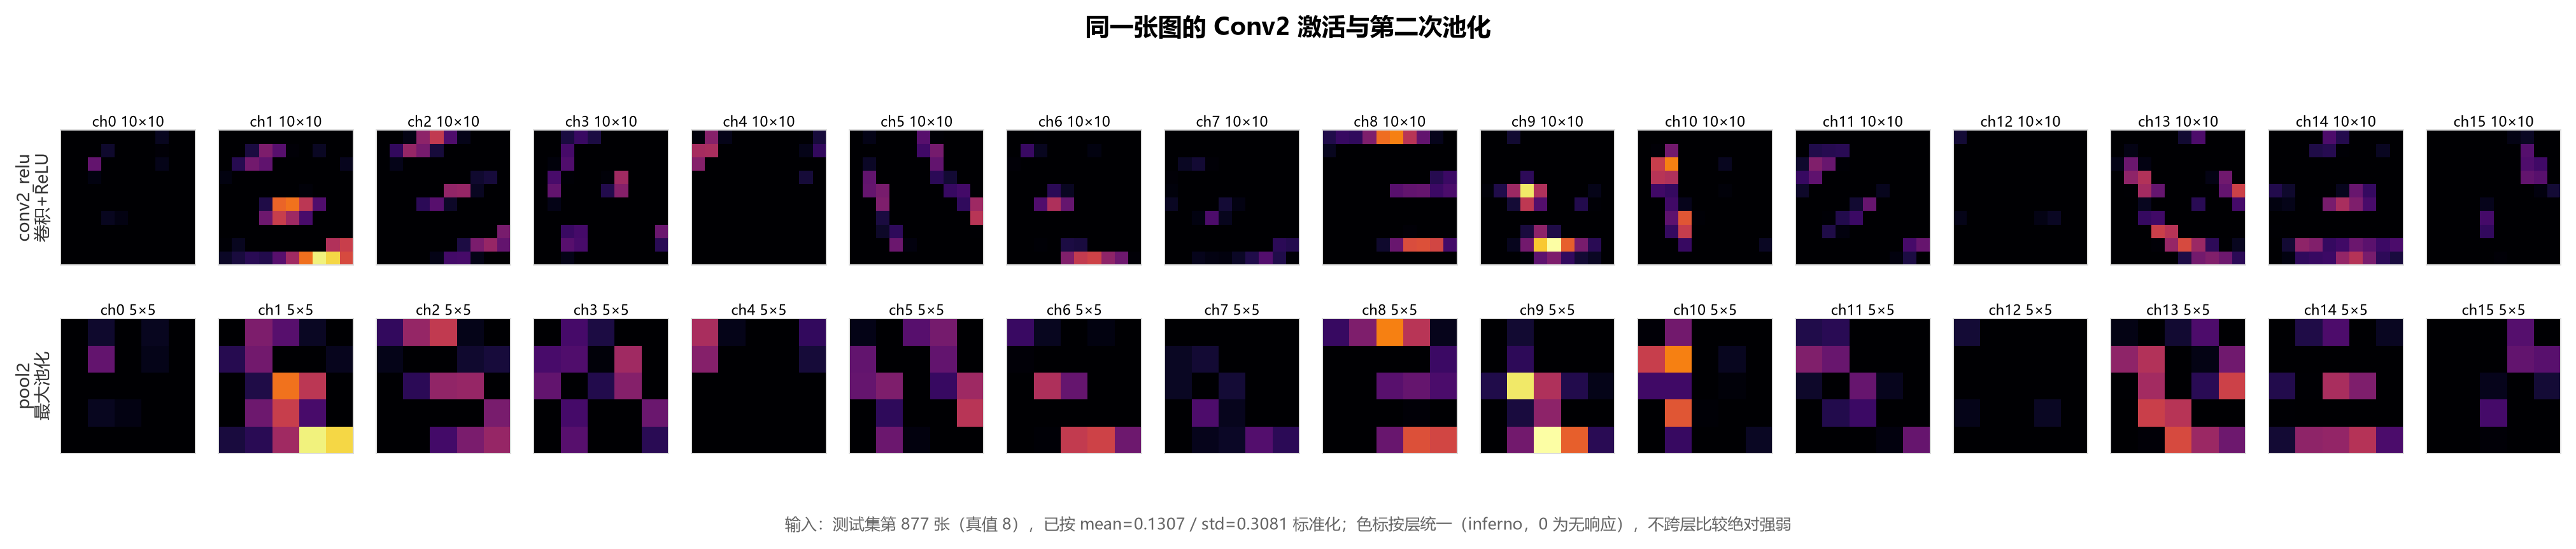 同一张图的 Conv2 激活与第二次池化
ch0 10×10
ch1 10×10
ch2 10×10
ch3 10×10
ch4 10×10
ch5 10×10
ch6 10×10
ch7 10×10
ch8 10×10
ch9 10×10
ch10 10×10
ch11 10×10
ch12 10×10
ch13 10×10
ch14 10×10
ch15 10×10
conv2_relu
卷积+ReLU
ch0 5×5
ch1 5×5
ch2 5×5
ch3 5×5
ch4 5×5
ch5 5×5
ch6 5×5
ch7 5×5
ch8 5×5
ch9 5×5
ch10 5×5
ch11 5×5
ch12 5×5
ch13 5×5
ch14 5×5
ch15 5×5
pool2
最大池化
输入：测试集第 877 张（真值 8），已按 mean=0.1307 / std=0.3081 标准化；色标按层统一（inferno，0 为无响应），不跨层比较绝对强弱